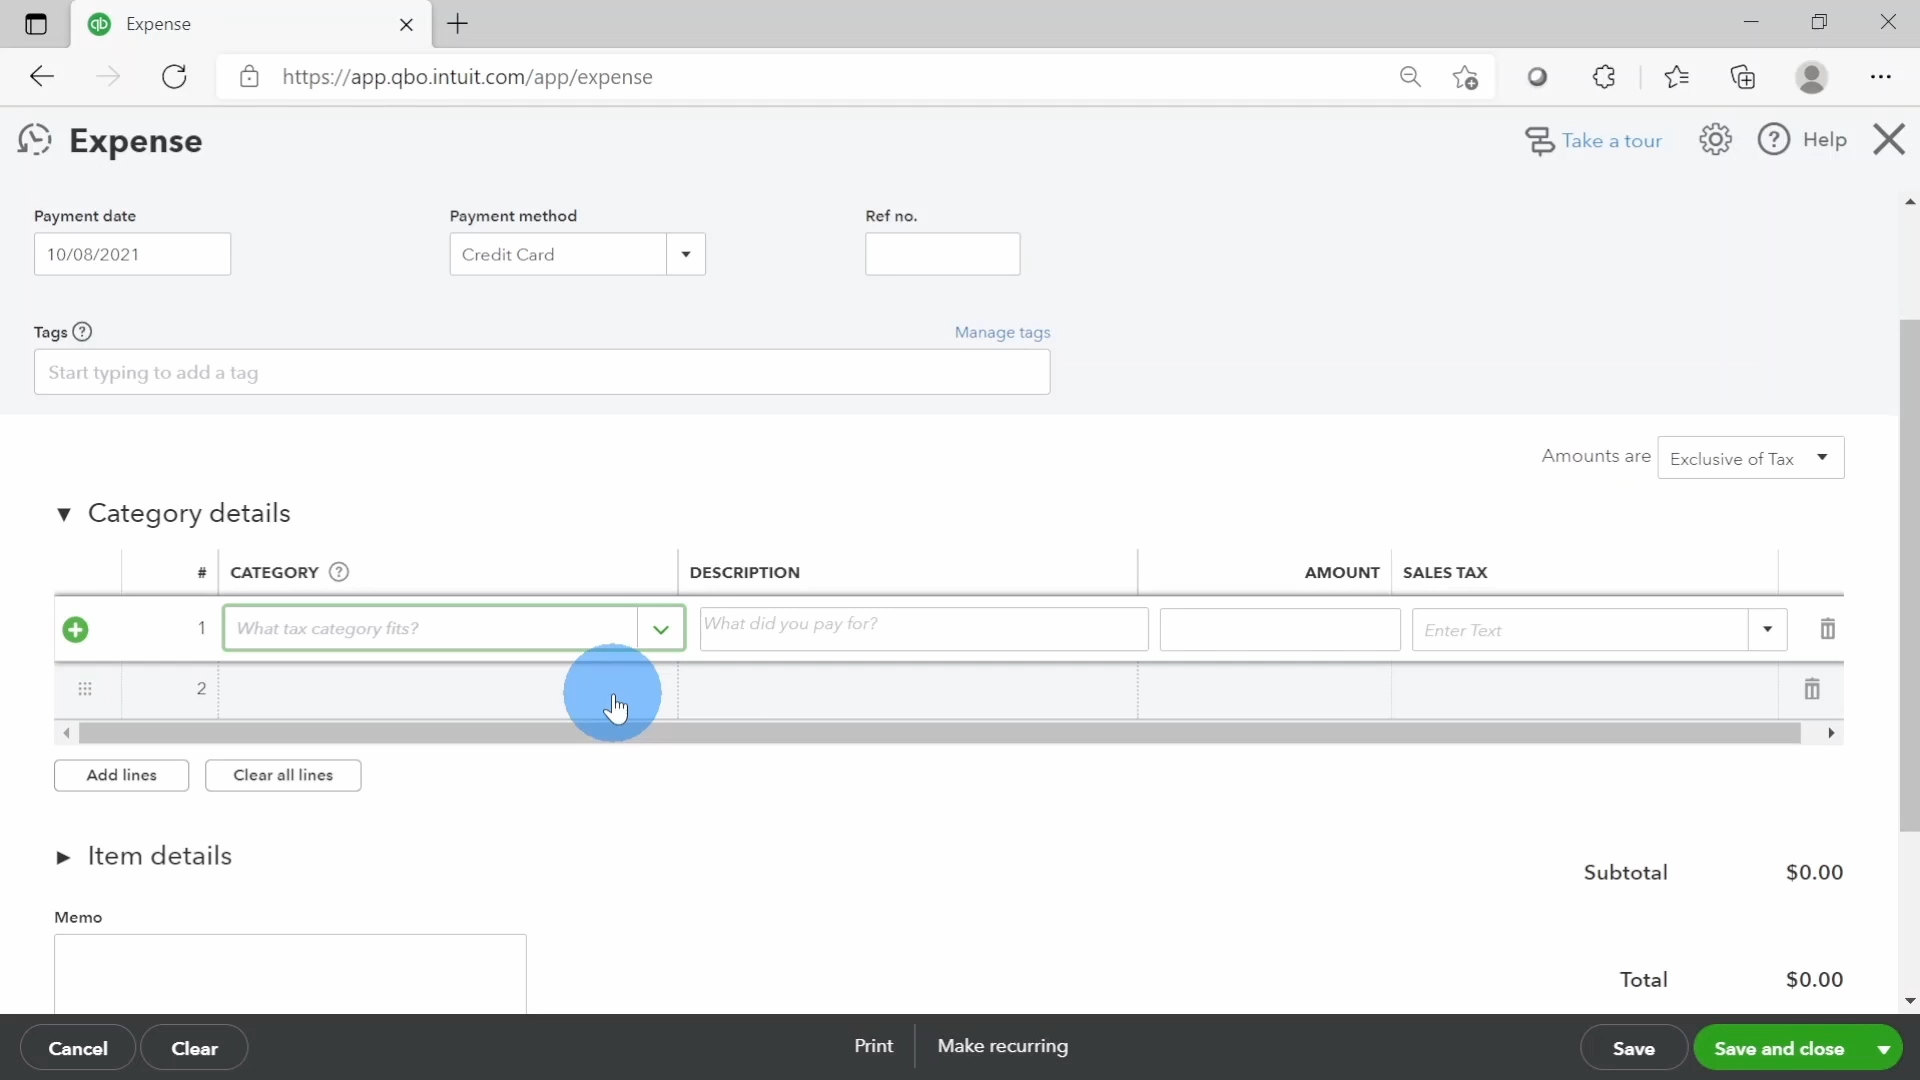 Expense
https://app.qbo.intuit.com/app/expense
Expense
Take a tour
Help
Payment date
Payment method
Ref no.
10/08/2021
Credit Card
Tags
Manage tags
Start typing to add a tag
Amounts are Exclusive of Tax
Category details
# CATEGORY DESCRIPTION AMOUNT SALES TAX
1 What tax category fits? What did you pay for? Enter Text
2
Add lines Clear all lines
Item details
Subtotal $0.00
Memo
Total $0.00
Cancel Clear Print Make recurring Save Save and close